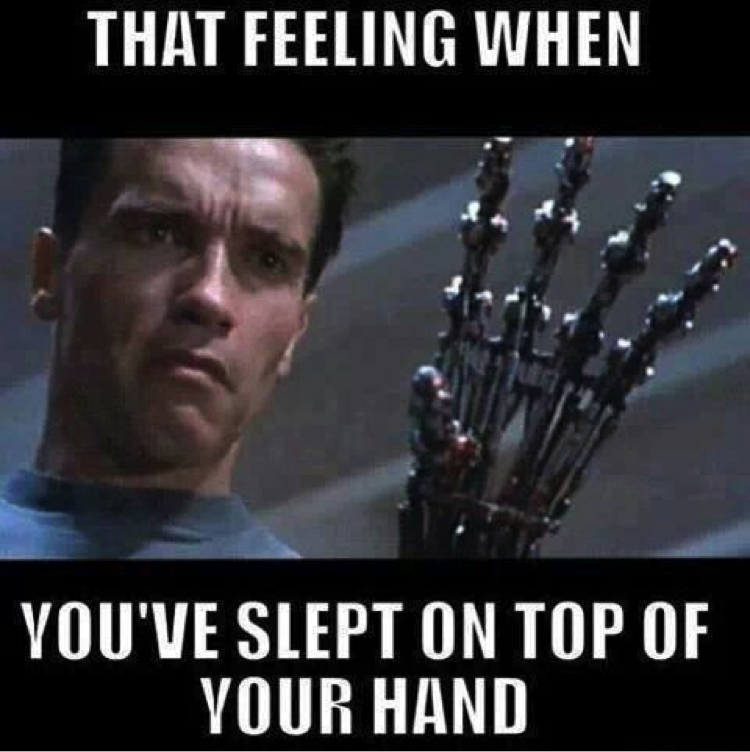 THAT FEELING WHEN
YOU'VE SLEPT ON TOP OF
YOUR HAND